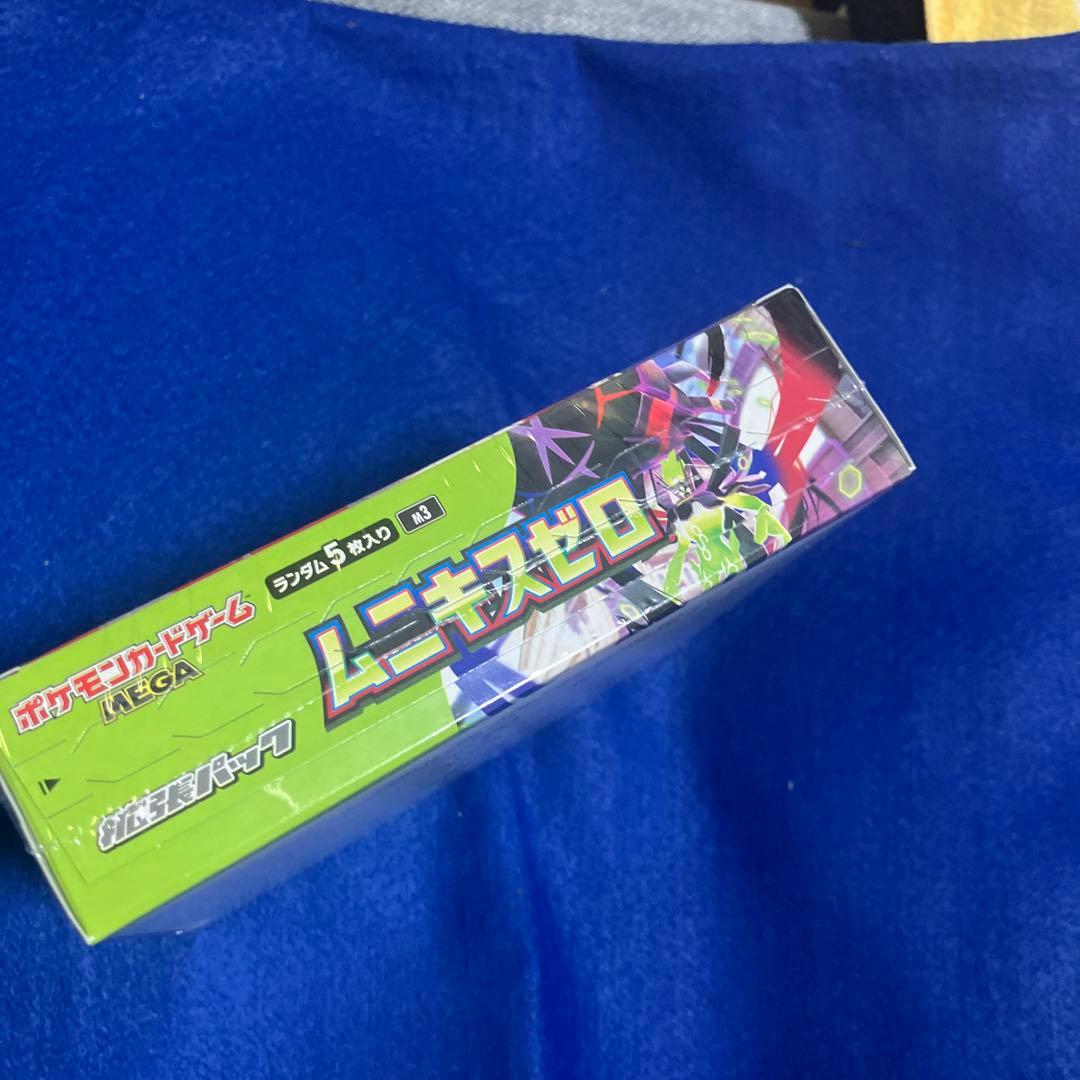 ポケモンカードゲーム
MEGA
ランダム5枚入り
M3
拡張パック
ムニキスゼロ